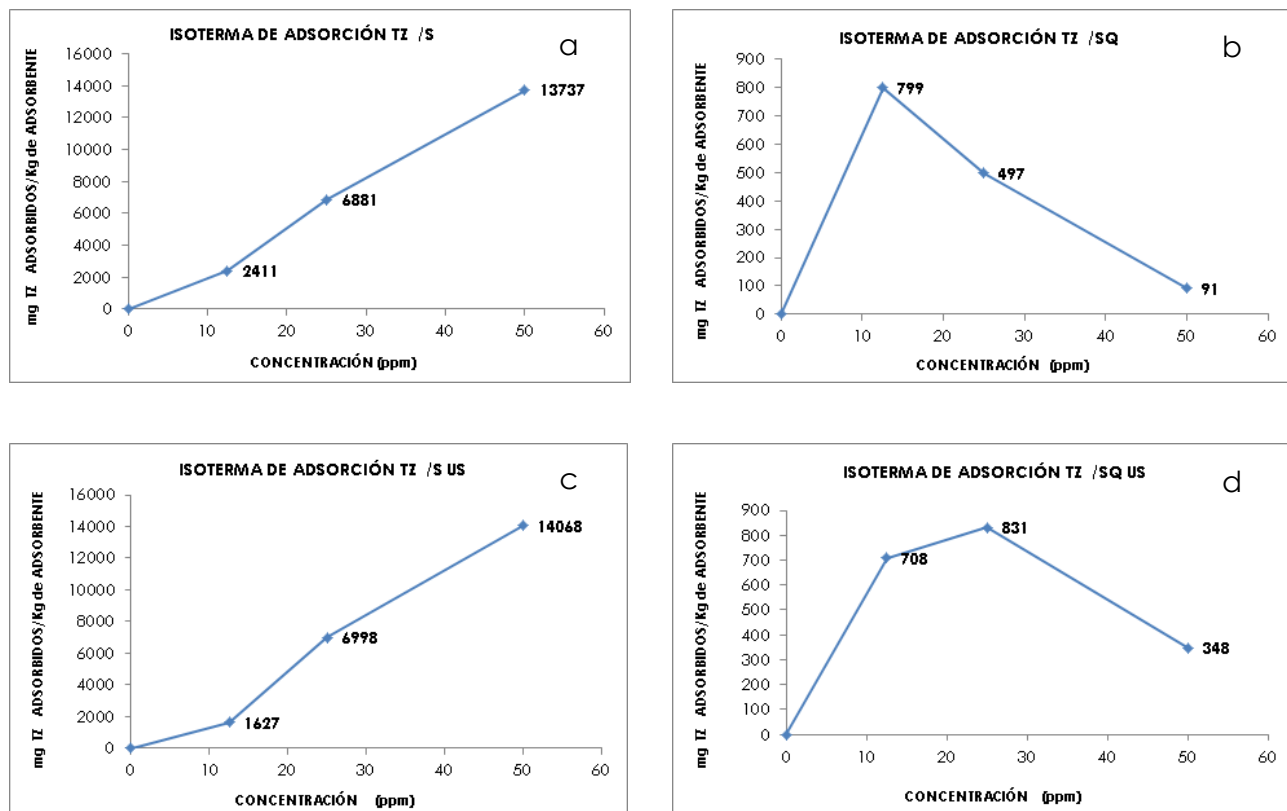 ISOTERMA DE ADSORCIÓN TZ /S
a
mg TZ ADSORBIDOS/Kg de ADSORBENTE
16000
14000
12000
10000
8000
6000
4000
2000
0
13737
6881
2411
0 10 20 30 40 50 60
CONCENTRACIÓN (ppm)
ISOTERMA DE ADSORCIÓN TZ /SQ
b
mg TZ ADSORBIDOS/Kg de ADSORBENTE
900
800
700
600
500
400
300
200
100
0
799
497
91
0 10 20 30 40 50 60
CONCENTRACIÓN (ppm)
ISOTERMA DE ADSORCIÓN TZ /S US
c
mg TZ ADSORBIDOS/Kg de ADSORBENTE
16000
14000
12000
10000
8000
6000
4000
2000
0
14068
6998
1627
0 10 20 30 40 50 60
CONCENTRACIÓN (ppm)
ISOTERMA DE ADSORCIÓN TZ /SQ US
d
mg TZ ADSORBIDOS/Kg de ADSORBENTE
900
800
700
600
500
400
300
200
100
0
831
708
348
0 10 20 30 40 50 60
CONCENTRACIÓN (ppm)